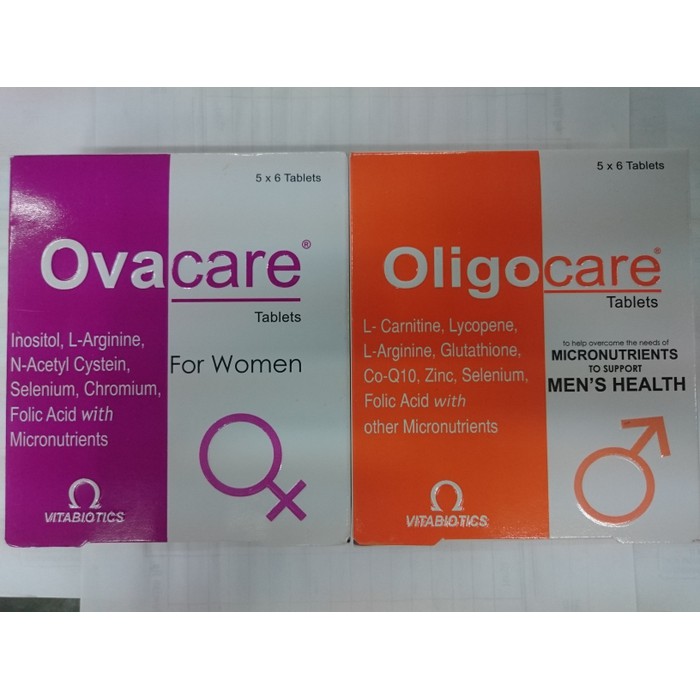 5 x 6 Tablets
Ovacare®
Tablets
Inositol, L-Arginine,
N-Acetyl Cystein,
Selenium, Chromium,
Folic Acid with
Micronutrients
For Women
VITABIOTICS
5 x 6 Tablets
Oligocare®
Tablets
L- Carnitine, Lycopene,
L-Arginine, Glutathione,
Co-Q10, Zinc, Selenium,
Folic Acid with
other Micronutrients
to help overcome the needs of
MICRONUTRIENTS
TO SUPPORT
MEN'S HEALTH
VITABIOTICS